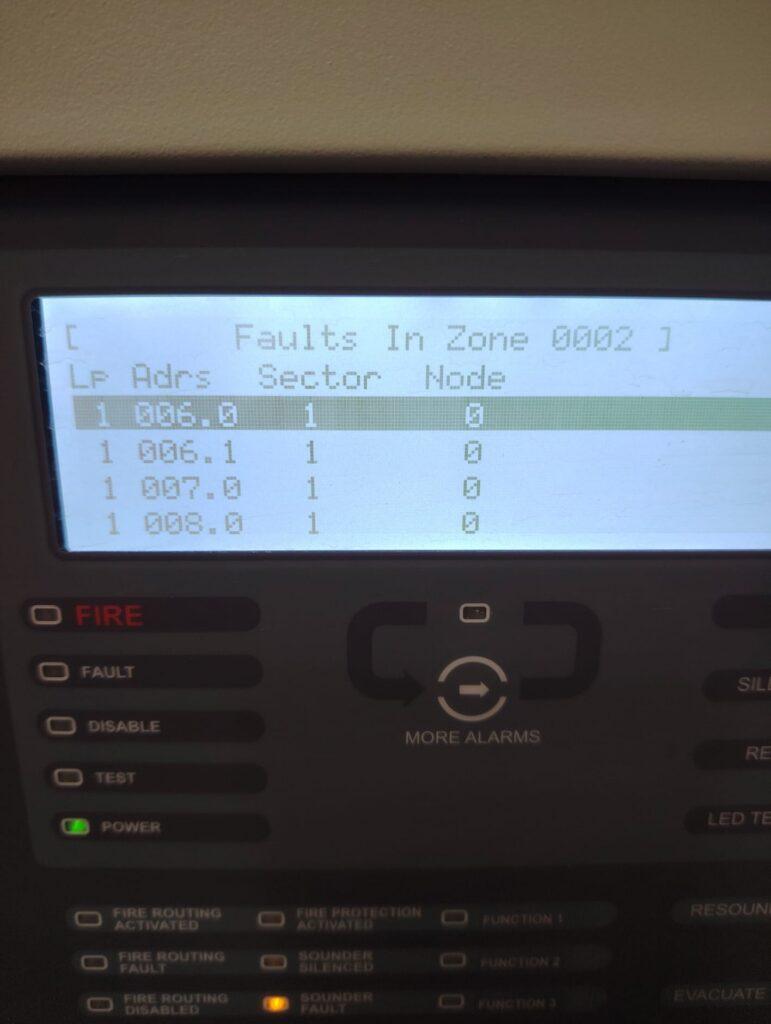 [ Faults In Zone 0002 ]
Lp Adrs Sector Node
1 006.0 1 0
1 006.1 1 0
1 007.0 1 0
1 008.0 1 0
FIRE
FAULT
DISABLE
TEST
POWER
MORE ALARMS
SIL
RE
LED TE
FIRE ROUTING
ACTIVATED
FIRE PROTECTION
ACTIVATED
FUNCTION 1
RESOUN
FIRE ROUTING
FAULT
SOUNDER
SILENCED
FUNCTION 2
FIRE ROUTING
DISABLED
SOUNDER
FAULT
FUNCTION 3
EVACUATE